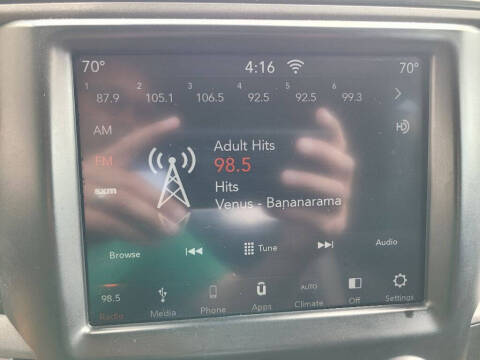 70° 4:16 70°
1 2 3 4 5 6
87.9 105.1 106.5 92.5 92.5 99.3
AM
HD
Adult Hits
FM
98.5
sxm
Hits
Venus - Bananarama
Browse Tune Audio
98.5 AUTO
Radio Media Phone Apps Climate Off Settings